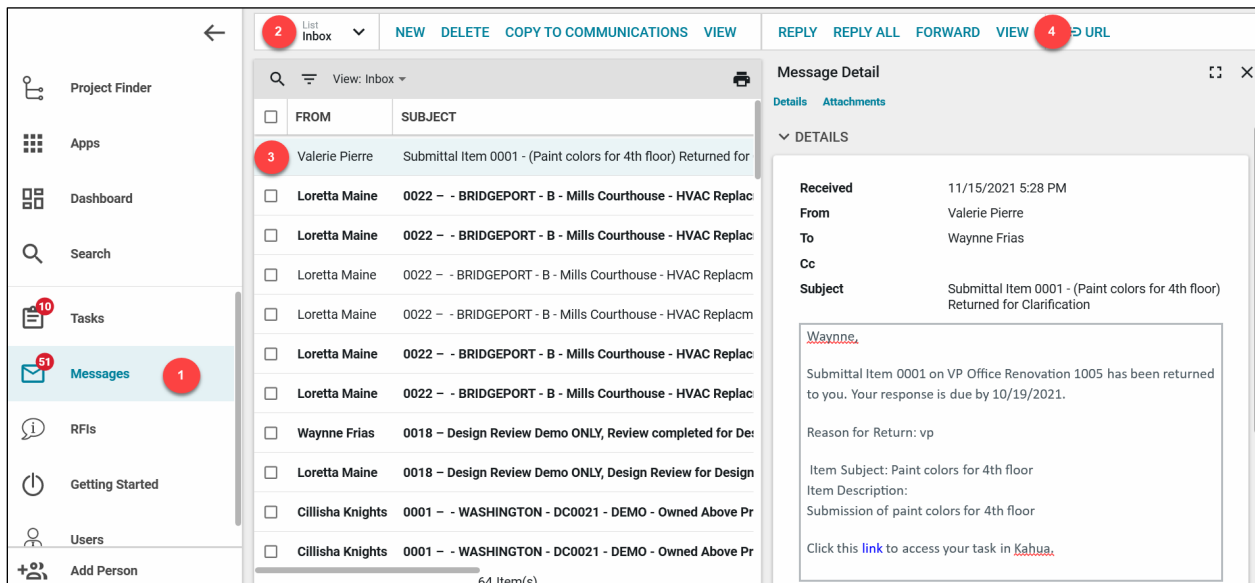 List
2 Inbox NEW DELETE COPY TO COMMUNICATIONS VIEW REPLY REPLY ALL FORWARD VIEW 4 URL
Project Finder
Apps
Dashboard
Search
10
Tasks
51
Messages 1
RFIs
Getting Started
Users
Add Person
View: Inbox
FROM SUBJECT
3 Valerie Pierre Submittal Item 0001 - (Paint colors for 4th floor) Returned for
Loretta Maine 0022 – - BRIDGEPORT - B - Mills Courthouse - HVAC Replac
Loretta Maine 0022 – - BRIDGEPORT - B - Mills Courthouse - HVAC Replac
Loretta Maine 0022 – - BRIDGEPORT - B - Mills Courthouse - HVAC Replacm
Loretta Maine 0022 – - BRIDGEPORT - B - Mills Courthouse - HVAC Replacm
Loretta Maine 0022 – - BRIDGEPORT - B - Mills Courthouse - HVAC Replac
Loretta Maine 0022 – - BRIDGEPORT - B - Mills Courthouse - HVAC Replac
Waynne Frias 0018 – Design Review Demo ONLY, Review completed for Des
Loretta Maine 0018 – Design Review Demo ONLY, Design Review for Design
Cillisha Knights 0001 – - WASHINGTON - DC0021 - DEMO - Owned Above Pr
Cillisha Knights 0001 – - WASHINGTON - DC0021 - DEMO - Owned Above Pr
64 Item(s)
Message Detail
Details Attachments
DETAILS
Received 11/15/2021 5:28 PM
From Valerie Pierre
To Waynne Frias
Cc
Subject Submittal Item 0001 - (Paint colors for 4th floor)
Returned for Clarification
Waynne,
Submittal Item 0001 on VP Office Renovation 1005 has been returned
to you. Your response is due by 10/19/2021.
Reason for Return: vp
Item Subject: Paint colors for 4th floor
Item Description:
Submission of paint colors for 4th floor
Click this link to access your task in Kahua.